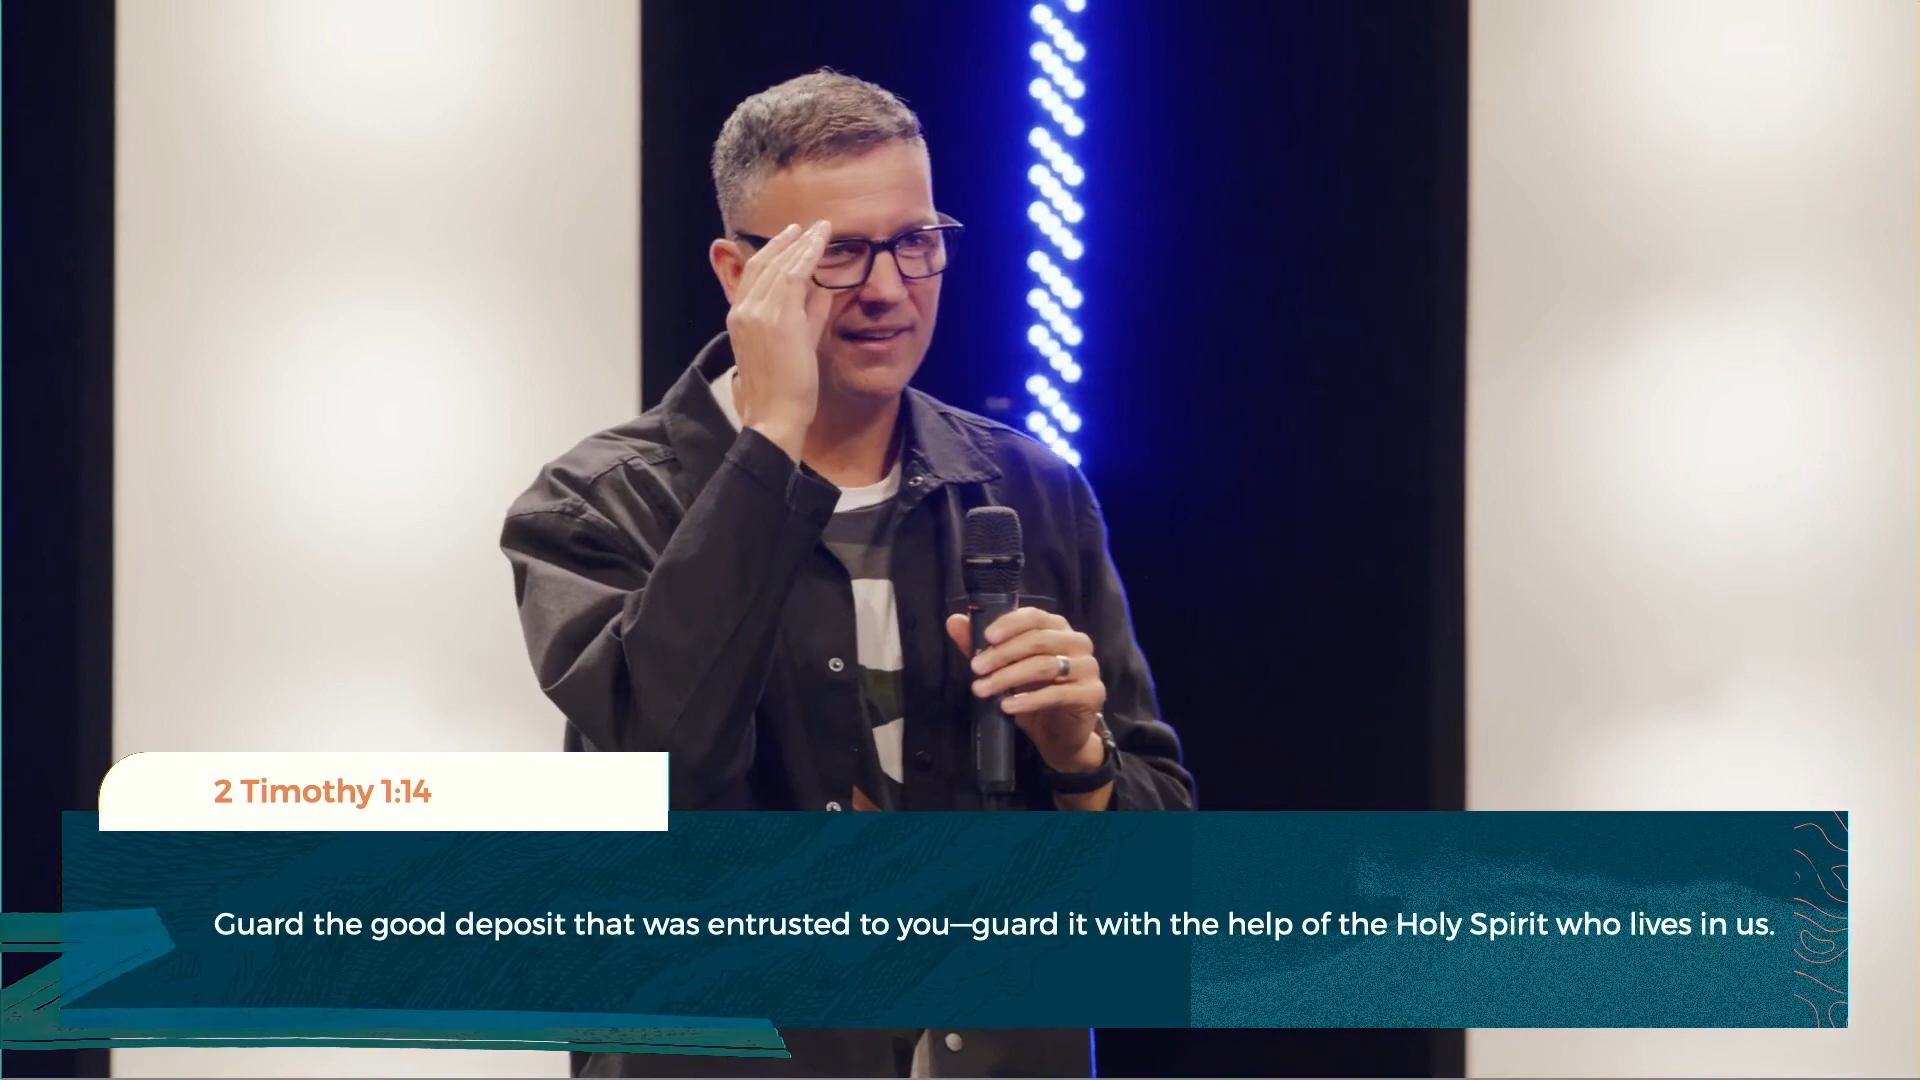 2 Timothy 1:14
Guard the good deposit that was entrusted to you—guard it with the help of the Holy Spirit who lives in us.